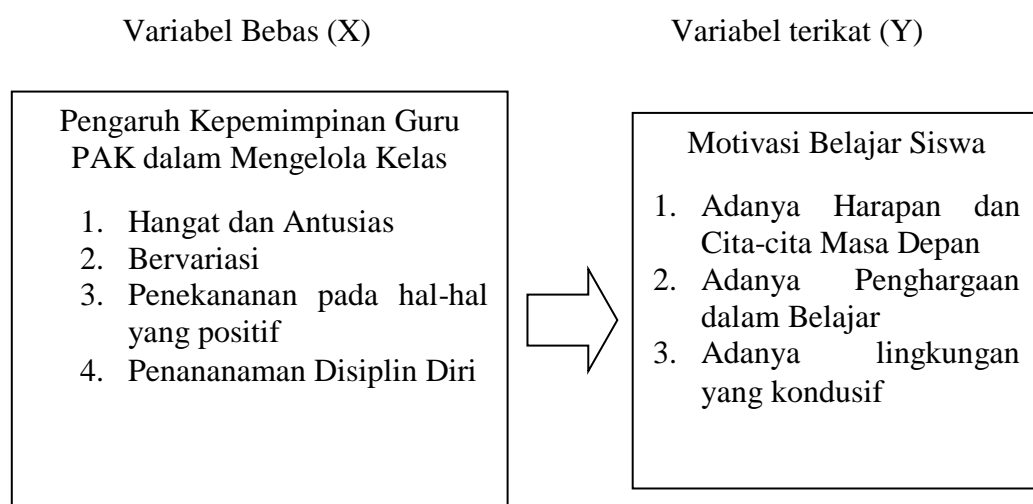 Variabel Bebas (X)
Variabel terikat (Y)
Pengaruh Kepemimpinan Guru
PAK dalam Mengelola Kelas
1. Hangat dan Antusias
2. Bervariasi
3. Penekananan pada hal-hal
yang positif
4. Penananaman Disiplin Diri
Motivasi Belajar Siswa
1. Adanya Harapan dan
Cita-cita Masa Depan
2. Adanya Penghargaan
dalam Belajar
3. Adanya lingkungan
yang kondusif